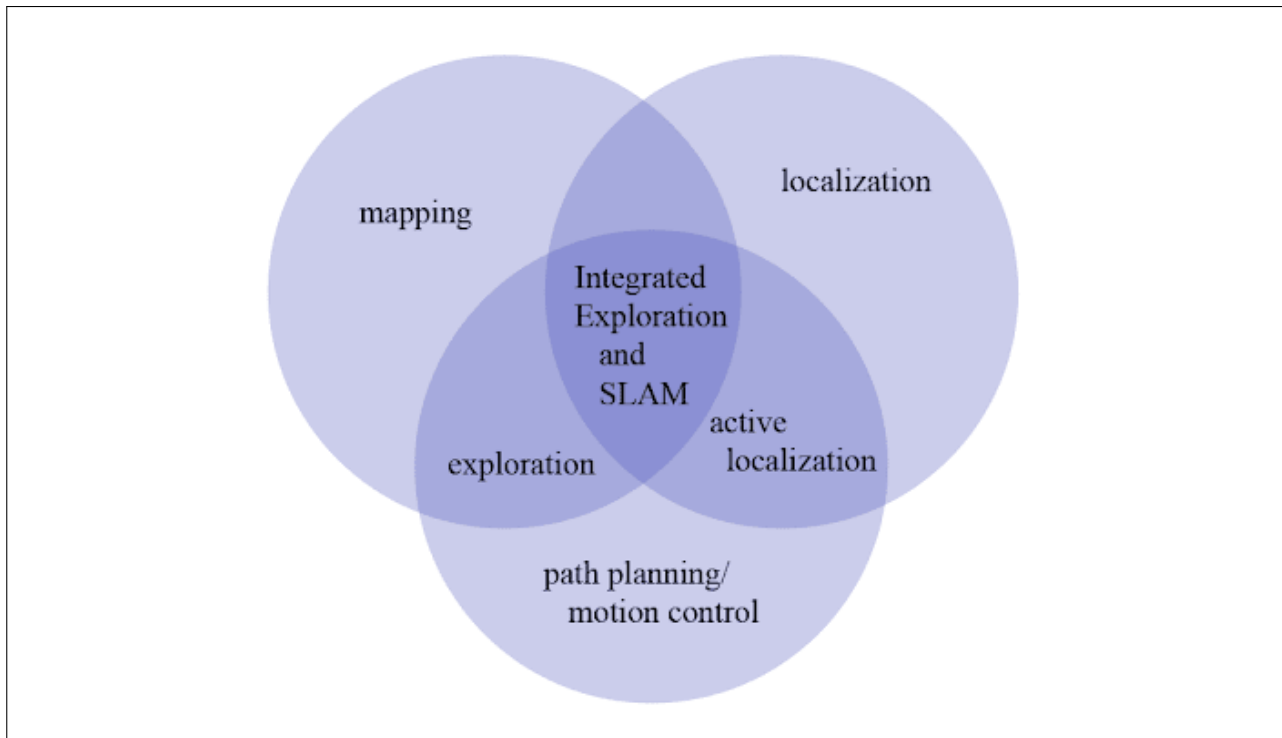 mapping
localization
Integrated
Exploration
and
SLAM
exploration
active
localization
path planning/
motion control